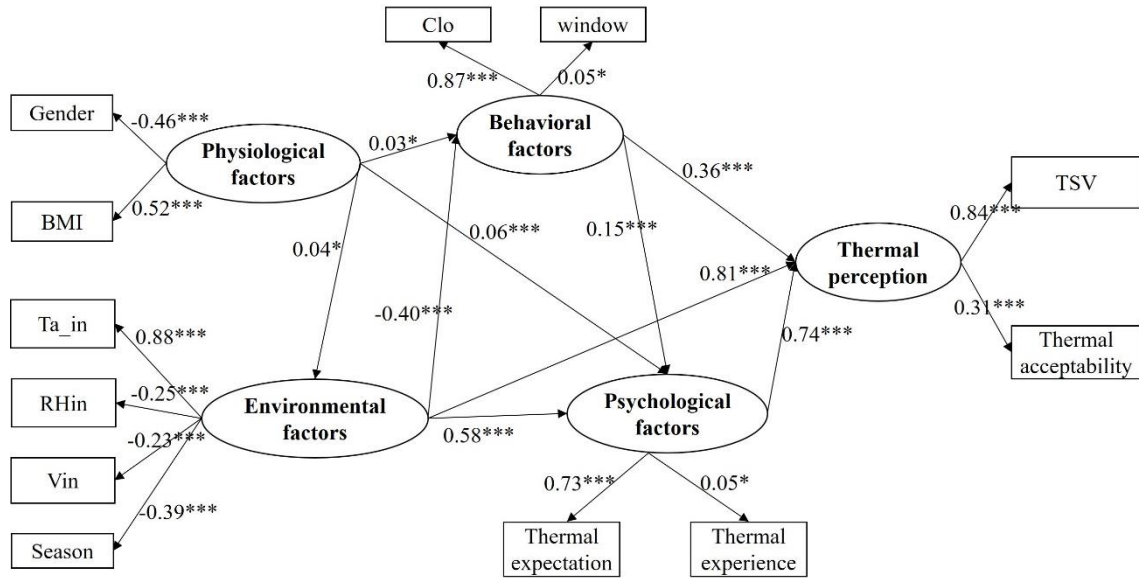 Clo
window
0.87***
0.05*
Gender
-0.46***
Physiological
factors
0.03*
Behavioral
factors
BMI
0.52***
0.36***
TSV
0.84***
0.04*
0.06***
0.15***
Thermal
perception
0.81***
Ta_in
0.88***
-0.40***
0.74***
0.31***
Thermal
acceptability
RHin
-0.25***
Environmental
factors
Psychological
factors
-0.23***
Vin
0.58***
-0.39***
Season
0.73***
0.05*
Thermal
expectation
Thermal
experience